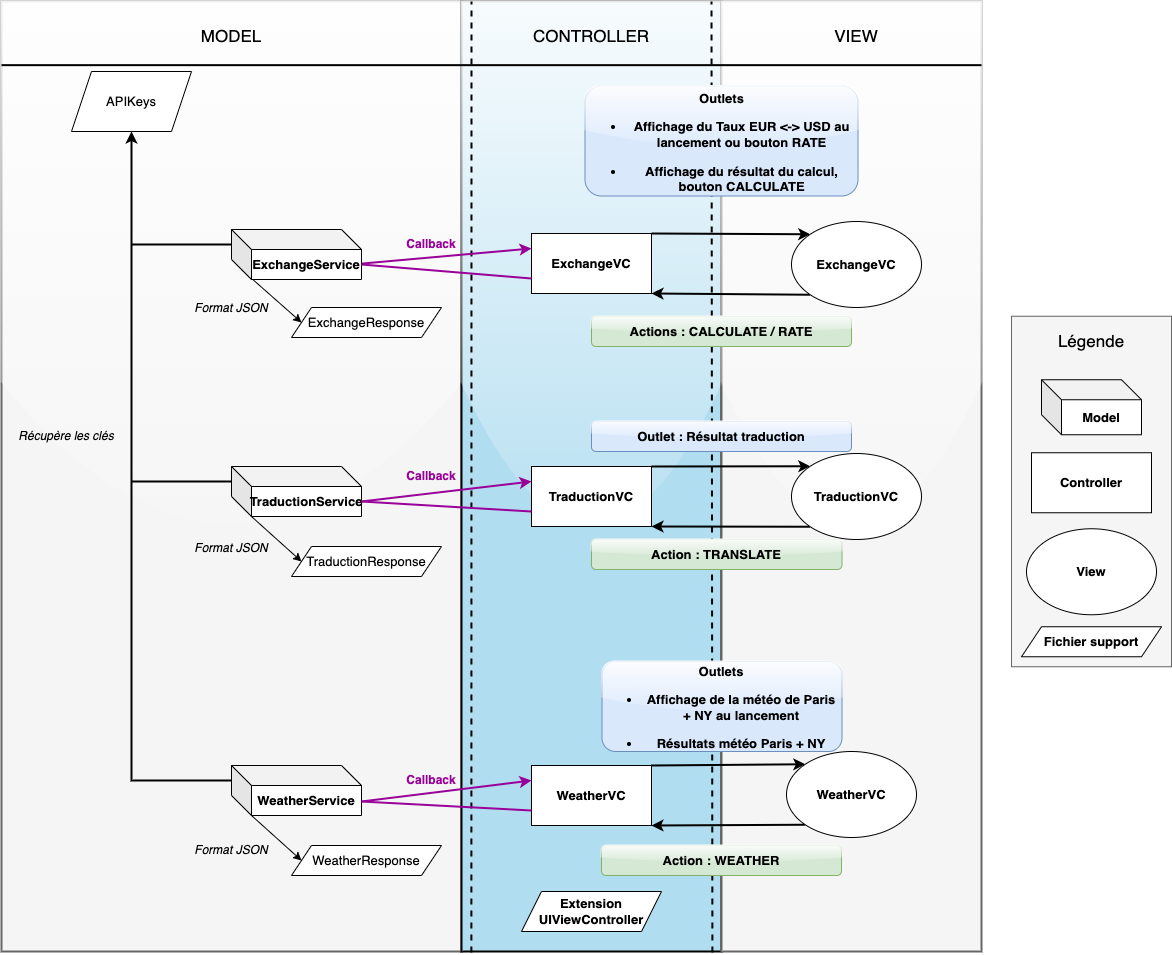 MODEL
CONTROLLER
VIEW
APIKeys
Outlets
• Affichage du Taux EUR <-> USD au
lancement ou bouton RATE
• Affichage du résultat du calcul,
bouton CALCULATE
Callback
ExchangeService
ExchangeVC
ExchangeVC
Format JSON
ExchangeResponse
Actions : CALCULATE / RATE
Récupère les clés
Outlet : Résultat traduction
Callback
TraductionService
TraductionVC
TraductionVC
Format JSON
TraductionResponse
Action : TRANSLATE
Outlets
• Affichage de la météo de Paris
+ NY au lancement
• Résultats météo Paris + NY
Callback
WeatherService
WeatherVC
WeatherVC
Format JSON
WeatherResponse
Action : WEATHER
Extension
UIViewController
Légende
Model
Controller
View
Fichier support